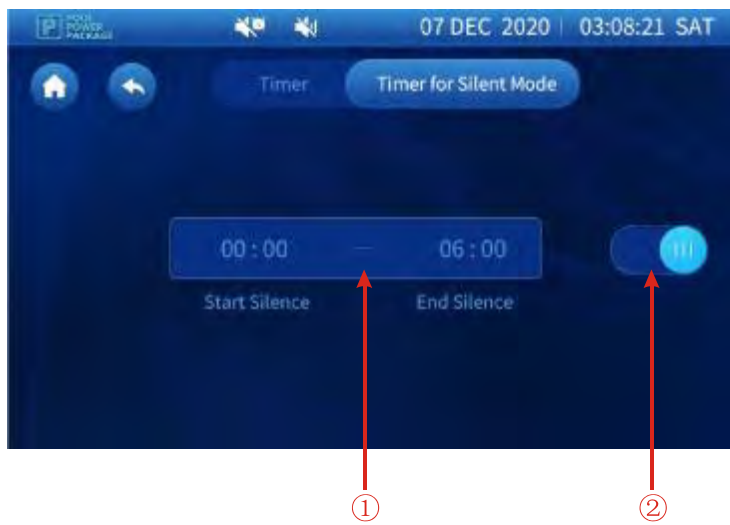 P YOUR POWER PACKAGE 07 DEC 2020 | 03:08:21 SAT
Timer Timer for Silent Mode
00 : 00 — 06 : 00
Start Silence End Silence
① ②